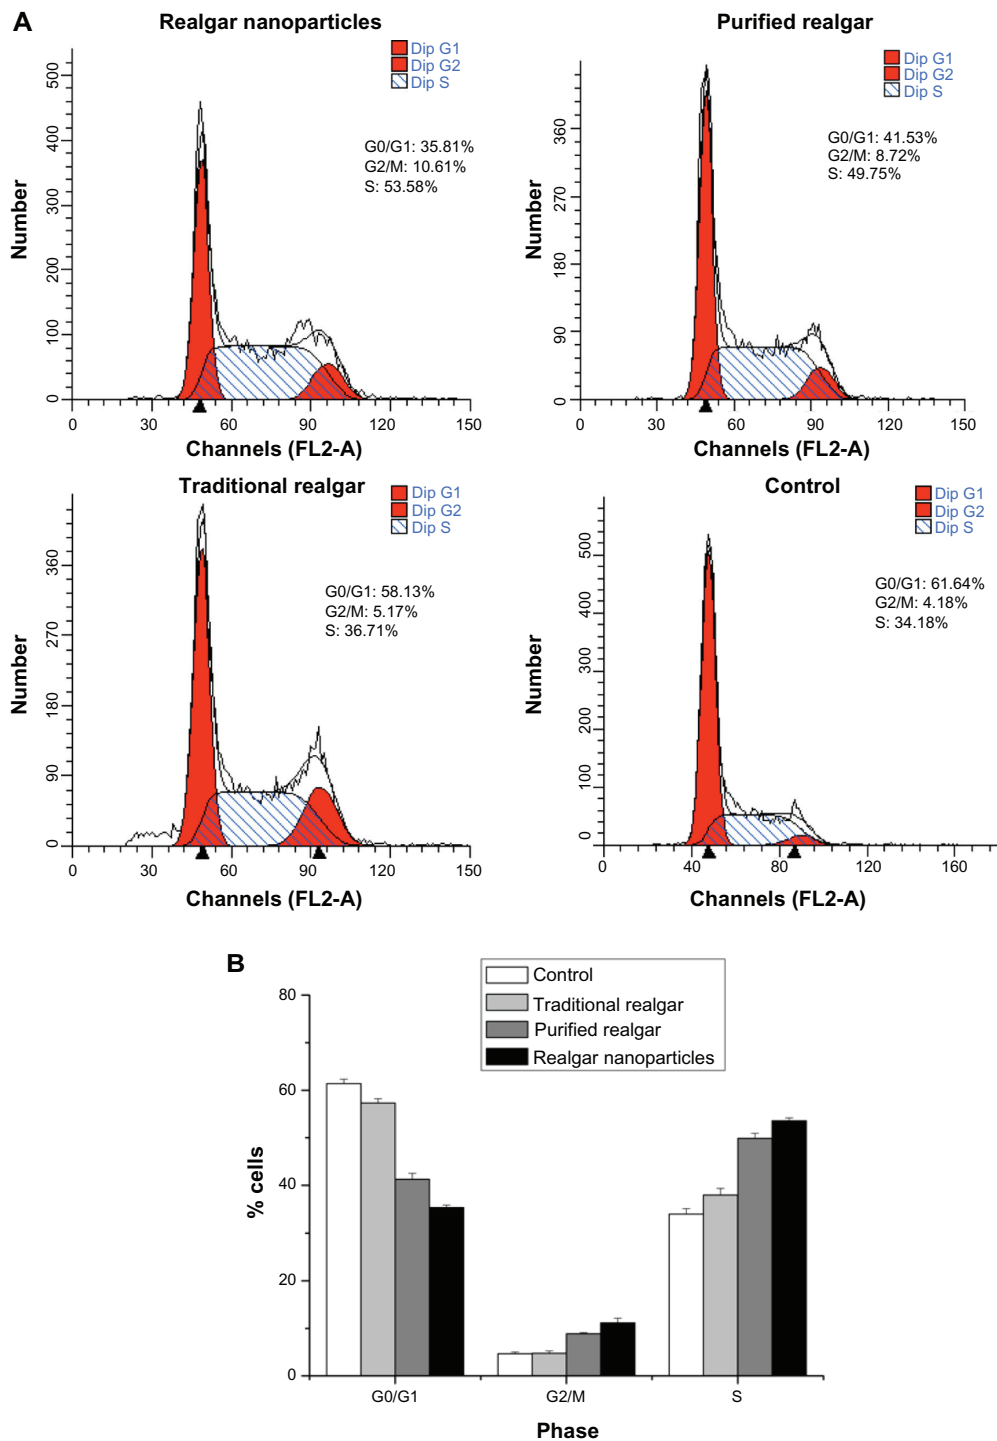 A
Realgar nanoparticles
Dip G1
Dip G2
Dip S
G0/G1: 35.81%
G2/M: 10.61%
S: 53.58%
Number
500
400
300
200
100
0
0 30 60 90 120 150
Channels (FL2-A)
Purified realgar
Dip G1
Dip G2
Dip S
G0/G1: 41.53%
G2/M: 8.72%
S: 49.75%
Number
360
270
180
90
0
0 30 60 90 120 150
Channels (FL2-A)
Traditional realgar
Dip G1
Dip G2
Dip S
G0/G1: 58.13%
G2/M: 5.17%
S: 36.71%
Number
360
270
180
90
0
0 30 60 90 120 150
Channels (FL2-A)
Control
Dip G1
Dip G2
Dip S
G0/G1: 61.64%
G2/M: 4.18%
S: 34.18%
Number
500
400
300
200
100
0
0 40 80 120 160
Channels (FL2-A)
B
Control
Traditional realgar
Purified realgar
Realgar nanoparticles
% cells
80
60
40
20
0
G0/G1 G2/M S
Phase